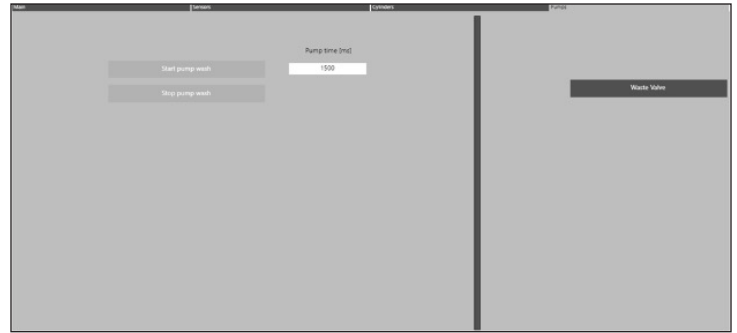 Main Sensors Cylinders Pumps
Pump time [ms]
Start pump wash 1500
Stop pump wash
Waste Valve